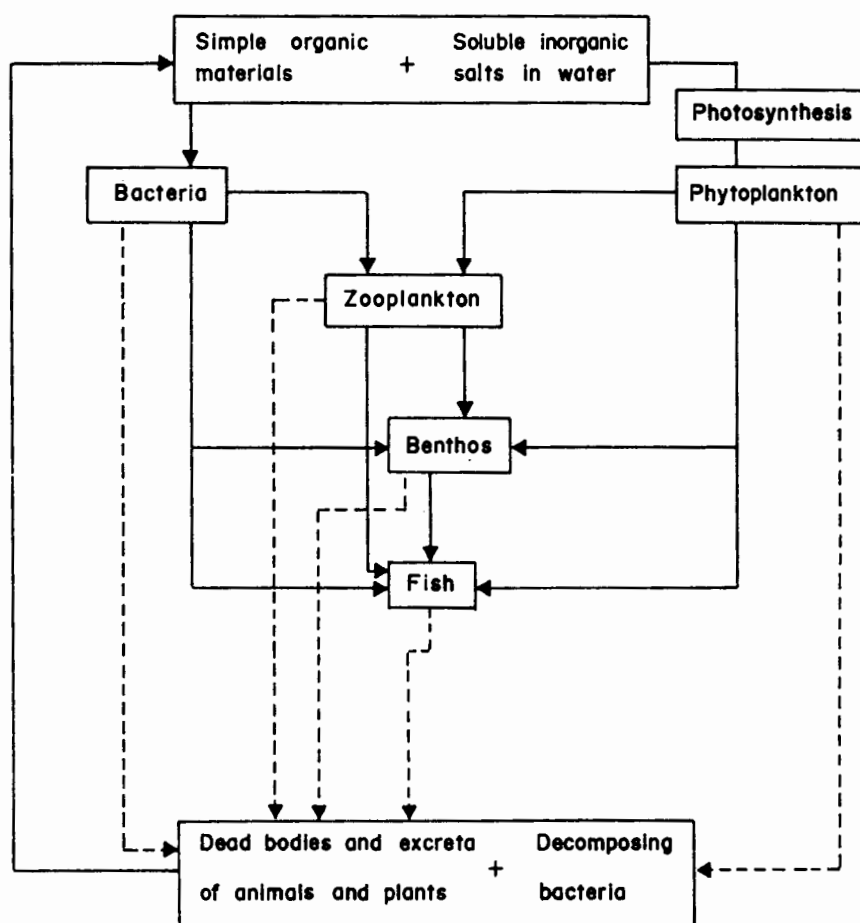 Simple organic materials + Soluble inorganic salts in water
Photosynthesis
Bacteria
Phytoplankton
Zooplankton
Benthos
Fish
Dead bodies and excreta of animals and plants + Decomposing bacteria